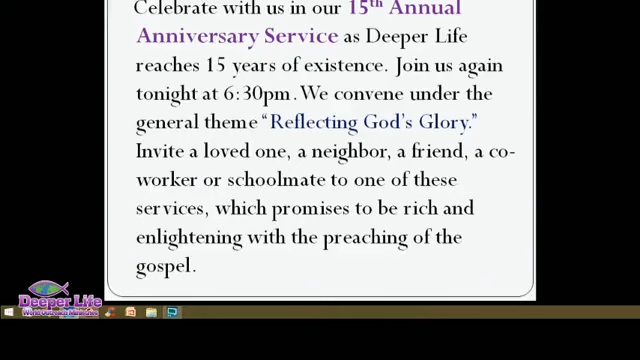 Celebrate with us in our 15th Annual
Anniversary Service as Deeper Life
reaches 15 years of existence. Join us again
tonight at 6:30pm. We convene under the
general theme “Reflecting God’s Glory.”
Invite a loved one, a neighbor, a friend, a co-
worker or schoolmate to one of these
services, which promises to be rich and
enlightening with the preaching of the
gospel.
Deeper Life
World Outreach Ministries